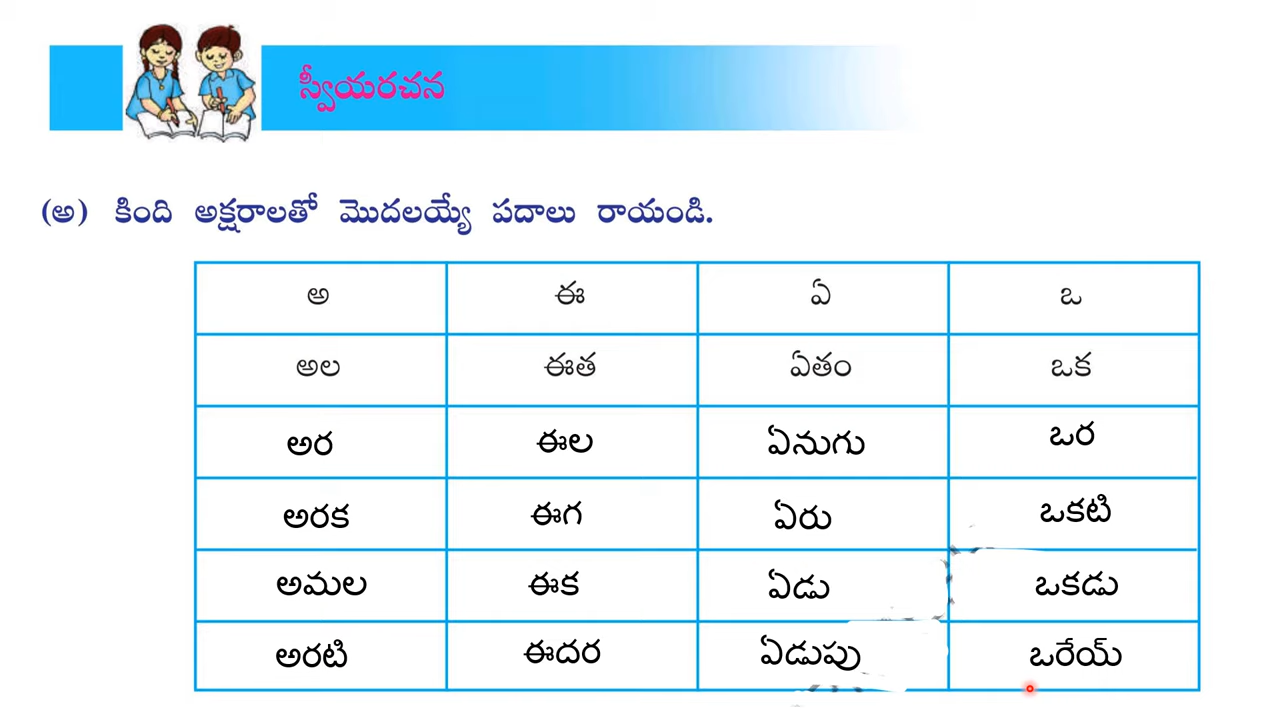 స్వీయరచన
(అ) కింది అక్షరాలతో మొదలయ్యే పదాలు రాయండి.
అ ఈ ఏ ఒ
అల ఈత ఏతం ఒక
అర ఈల ఏనుగు ఒర
అరక ఈగ ఏరు ఒకటి
అమల ఈక ఏడు ఒకడు
అరటి ఈదర ఏడుపు ఒరేయ్